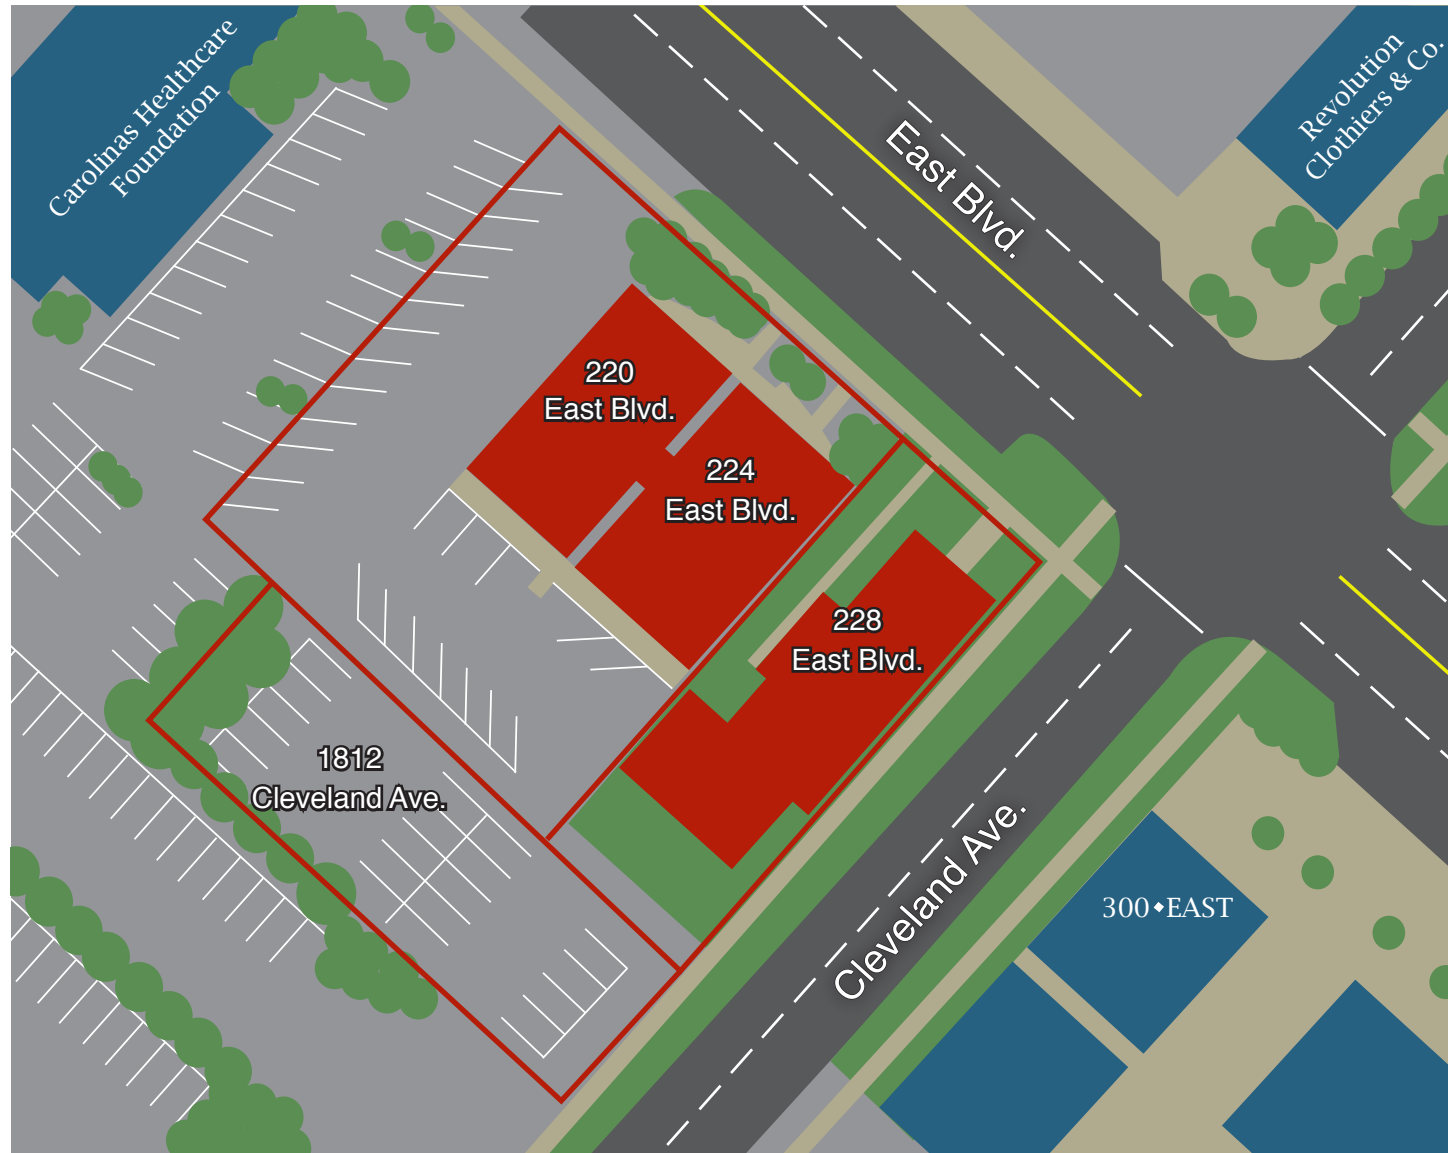 Carolinas Healthcare
Foundation
Revolution
Clothiers & Co.
East Blvd.
220
East Blvd.
224
East Blvd.
228
East Blvd.
1812
Cleveland Ave.
Cleveland Ave.
300◆EAST